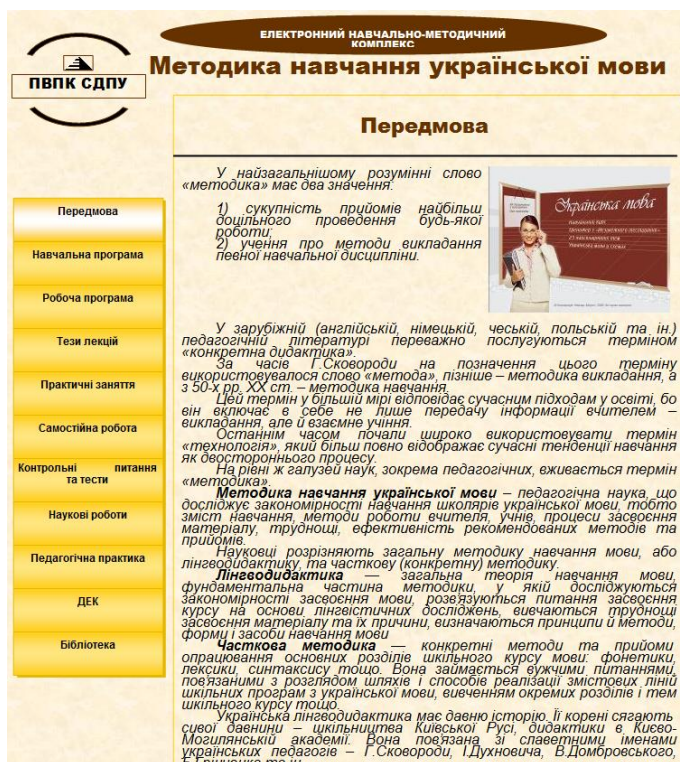 ЕЛЕКТРОННИЙ НАВЧАЛЬНО-МЕТОДИЧНИЙ
КОМПЛЕКС
ПВПК СДПУ
Методика навчання української мови
Передмова
Передмова
Навчальна програма
Робоча програма
Тези лекцій
Практичні заняття
Самостійна робота
Контрольні питання
та тести
Наукові роботи
Педагогічна практика
ДЕК
Бібліотека
У найзагальнішому розумінні слово
«методика» має два значення:
1) сукупність прийомів найбільш
доцільного проведення будь-якої
роботи;
2) учення про методи викладання
певної навчальної дисципліни.
Українська мова
У зарубіжній (англійській, німецькій, чеській, польській та ін.)
педагогічній літературі переважно послугуються терміном
«конкретна дидактика».
За часів Г.Сковороди на позначення цього терміну
використовувалося слово «метода», пізніше – методика викладання, а
з 50-х рр. ХХ ст. – методика навчання.
Цей термін у більшій мірі відповідає сучасним підходам у освіті, бо
він включає в себе не лише передачу інформації вчителем –
викладання, але й взаємне учіння.
Останнім часом почали широко використовувати термін
«технологія», який більш повно відображає сучасні тенденції навчання
як двостороннього процесу.
На рівні ж галузей наук, зокрема педагогічних, вживається термін
«методика».
Методика навчання української мови – педагогічна наука, що
досліджує закономірності навчання школярів української мови, тобто
зміст навчання, методи роботи вчителя, учнів, процеси засвоєння
матеріалу, труднощі, ефективність рекомендованих методів та
прийомів.
Науковці розрізняють загальну методику навчання мови, або
лінгводидактику, та часткову (конкретну) методику.
Лінгводидактика — загальна теорія навчання мови,
фундаментальна частина методики, у якій досліджуються
закономірності засвоєння мови, розв'язуються питання засвоєння
курсу на основі лінгвістичних досліджень, вивчаються труднощі
засвоєння матеріалу та їх причини, визначаються принципи й методи,
форми і засоби навчання мови
Часткова методика — конкретні методи та прийоми
опрацювання основних розділів шкільного курсу мови: фонетики,
лексики, синтаксису тощо. Вона займається вужчими питаннями,
пов'язаними з розглядом шляхів і способів реалізації змістових ліній
шкільних програм з української мови, вивченням окремих розділів і тем
шкільного курсу тощо.
Українська лінгводидактика має давню історію. Її корені сягають
сивої давнини – шкільництва Київської Русі, дидактики в Києво-
Могилянській академії. Вона пов'язана зі славетними іменами
українських педагогів – Г.Сковороди, І.Духновича, В.Домбровського,